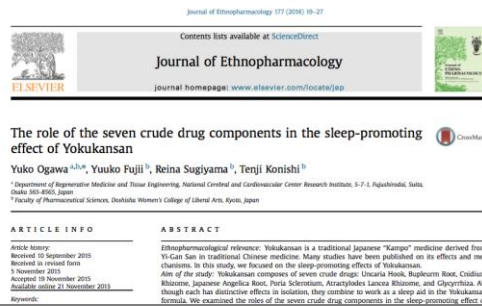 Journal of Ethnopharmacology 177 (2016) 19–27
Contents lists available at ScienceDirect
Journal of Ethnopharmacology
journal homepage: www.elsevier.com/locate/jep
ELSEVIER
The role of the seven crude drug components in the sleep-promoting
effect of Yokukansan
CrossMark
Yuko Ogawa a,b,*, Yuuko Fujii b, Reina Sugiyama b, Tenji Konishi b
a Department of Regenerative Medicine and Tissue Engineering, National Cerebral and Cardiovascular Center Research Institute, 5-7-1, Fujishirodai, Suita,
Osaka 565-8565, Japan
b Faculty of Pharmaceutical Sciences, Doshisha Women's College of Liberal Arts, Kyoto, Japan
ARTICLE INFO
ABSTRACT
Article history:
Received 10 September 2015
Received in revised form
5 November 2015
Accepted 19 November 2015
Available online 21 November 2015
Keywords:
Ethnopharmacological relevance: Yokukansan is a traditional Japanese "Kampo" medicine derived from
Yi-Gan San in traditional Chinese medicine. Many studies have been published on its effects and me
chanisms. In this study, we focused on the sleep-promoting effects of Yokukansan.
Aim of the study: Yokukansan composes of seven crude drugs: Uncaria Hook, Bupleurum Root, Cnidium
Rhizome, Japanese Angelica Root, Poria Sclerotium, Atractylodes Lancea Rhizome, and Glycyrrhiza. Al
though each has distinctive effects in isolation, they combine to work as a sleep aid in the Yokukansan
formula. We examined the roles of the seven crude drug components in the sleep-promoting effect